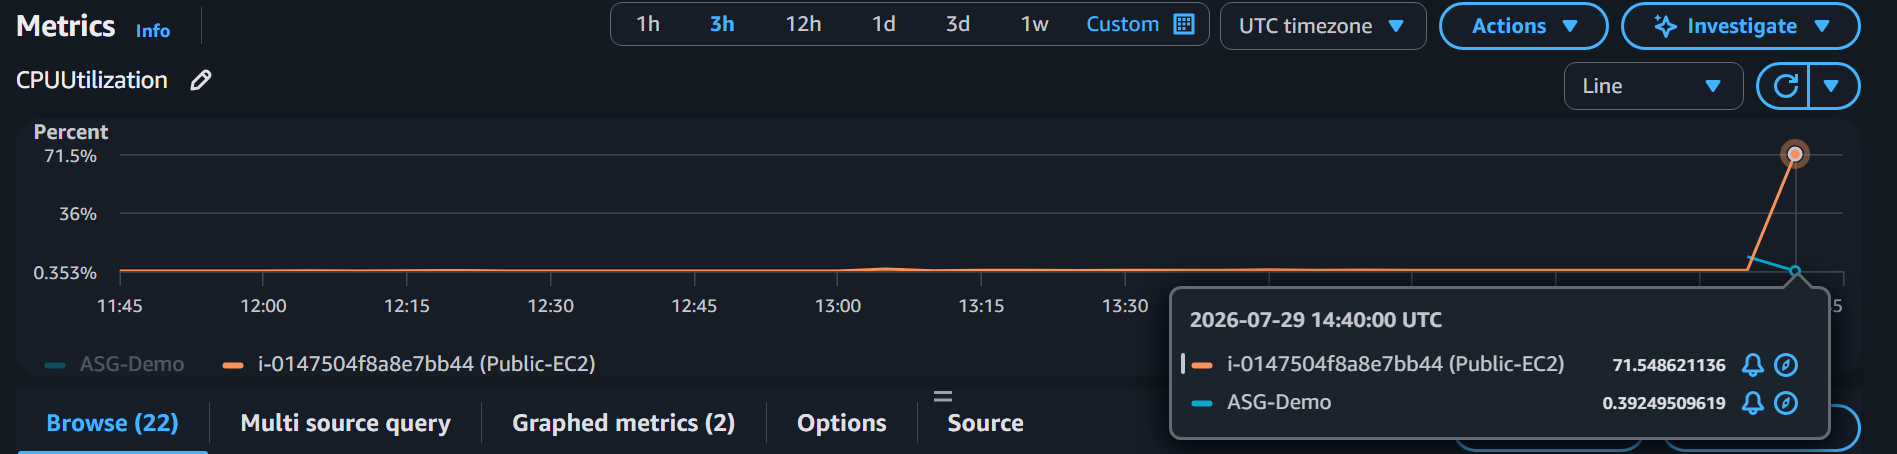 Metrics Info 1h 3h 12h 1d 3d 1w Custom UTC timezone Actions Investigate
CPUUtilization Line
Percent
71.5%
36%
0.353%
11:45 12:00 12:15 12:30 12:45 13:00 13:15 13:30
2026-07-29 14:40:00 UTC
i-0147504f8a8e7bb44 (Public-EC2) 71.548621136
ASG-Demo 0.39249509619
ASG-Demo i-0147504f8a8e7bb44 (Public-EC2)
Browse (22) Multi source query Graphed metrics (2) Options Source